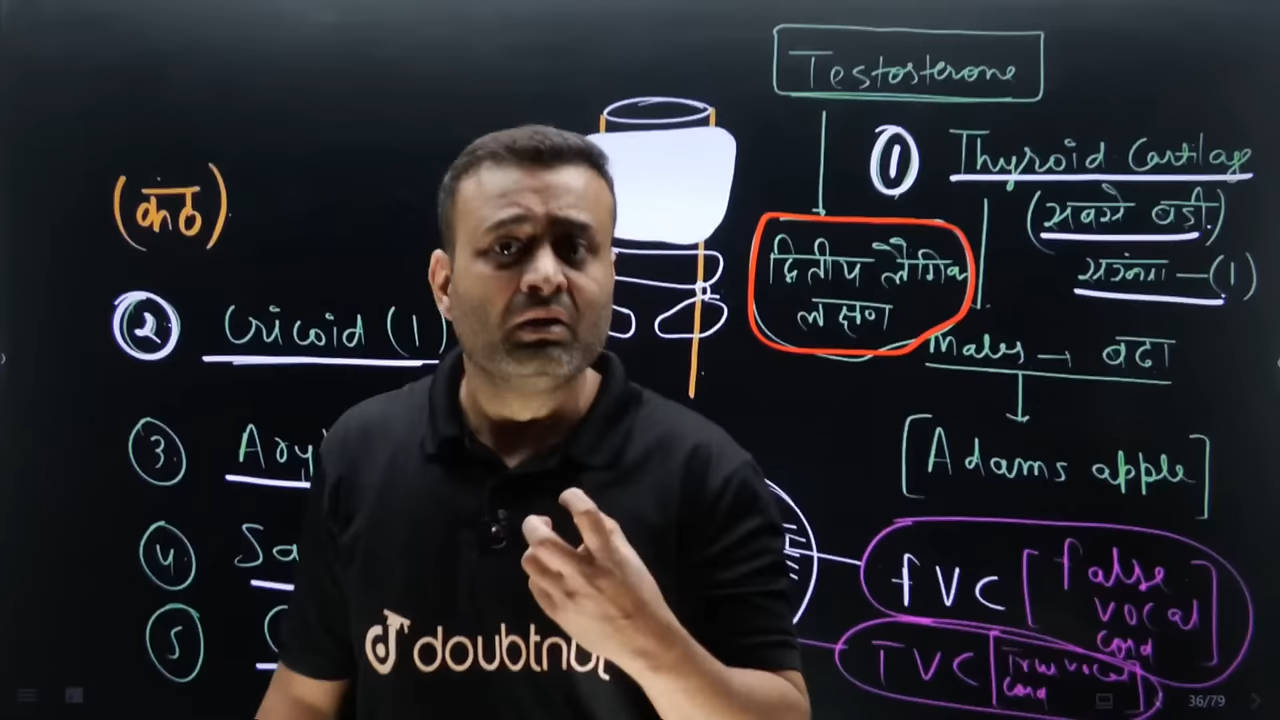 Testosterone
① Thyroid Cartilage
(सबसे बड़ी)
संख्या – (1)
(कंठ)
द्वितीय लैंगिक
लक्षण
② Cricoid (1)
Males → बढा
③ Ary
[Adams apple]
④ Sa
⑤ C
FVC [false
vocal
cord]
TVC [True vocal
cord]
doubtnut
36/79